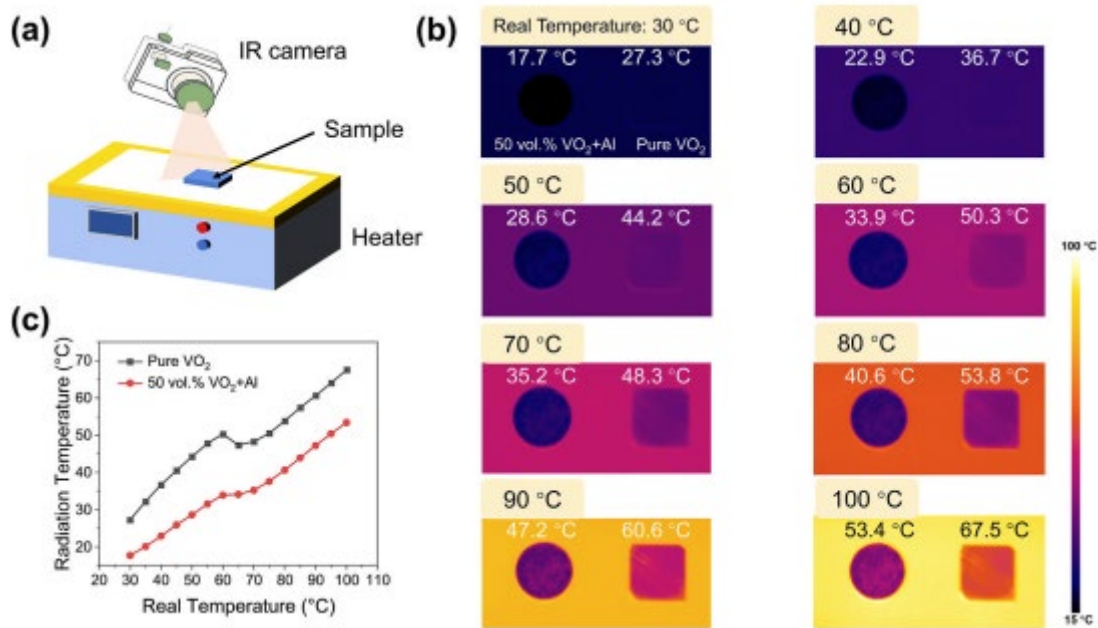 (a)
IR camera
Sample
Heater
(b)
Real Temperature: 30 °C
17.7 °C 27.3 °C
50 vol.% VO₂+Al Pure VO₂
40 °C
22.9 °C 36.7 °C
50 °C
28.6 °C 44.2 °C
60 °C
33.9 °C 50.3 °C
70 °C
35.2 °C 48.3 °C
80 °C
40.6 °C 53.8 °C
90 °C
47.2 °C 60.6 °C
100 °C
53.4 °C 67.5 °C
100 °C
15 °C
(c)
Radiation Temperature (°C)
70
60
50
40
30
20
Pure VO₂
50 vol.% VO₂+Al
20 30 40 50 60 70 80 90 100 110
Real Temperature (°C)